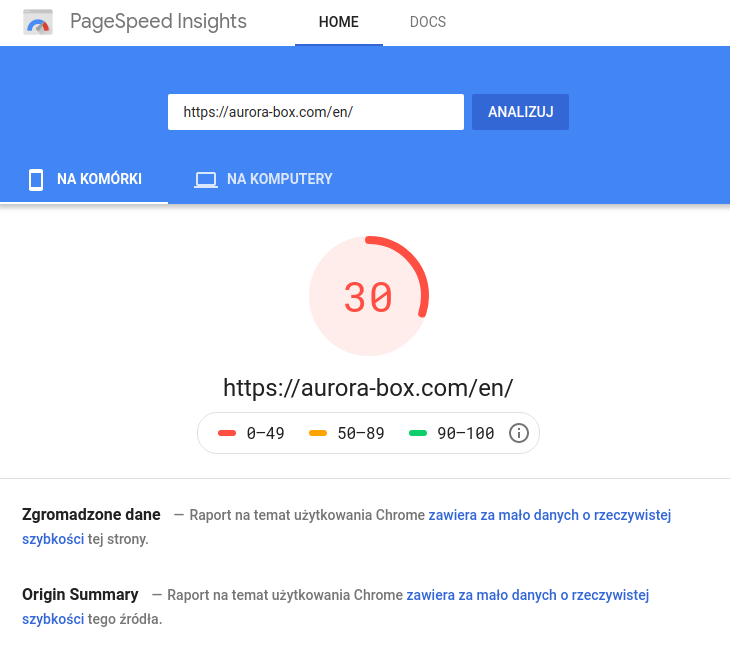 PageSpeed Insights HOME DOCS
https://aurora-box.com/en/ ANALIZUJ
NA KOMÓRKI NA KOMPUTERY
30
https://aurora-box.com/en/
0–49 50–89 90–100
Zgromadzone dane — Raport na temat użytkowania Chrome zawiera za mało danych o rzeczywistej
szybkości tej strony.
Origin Summary — Raport na temat użytkowania Chrome zawiera za mało danych o rzeczywistej
szybkości tego źródła.